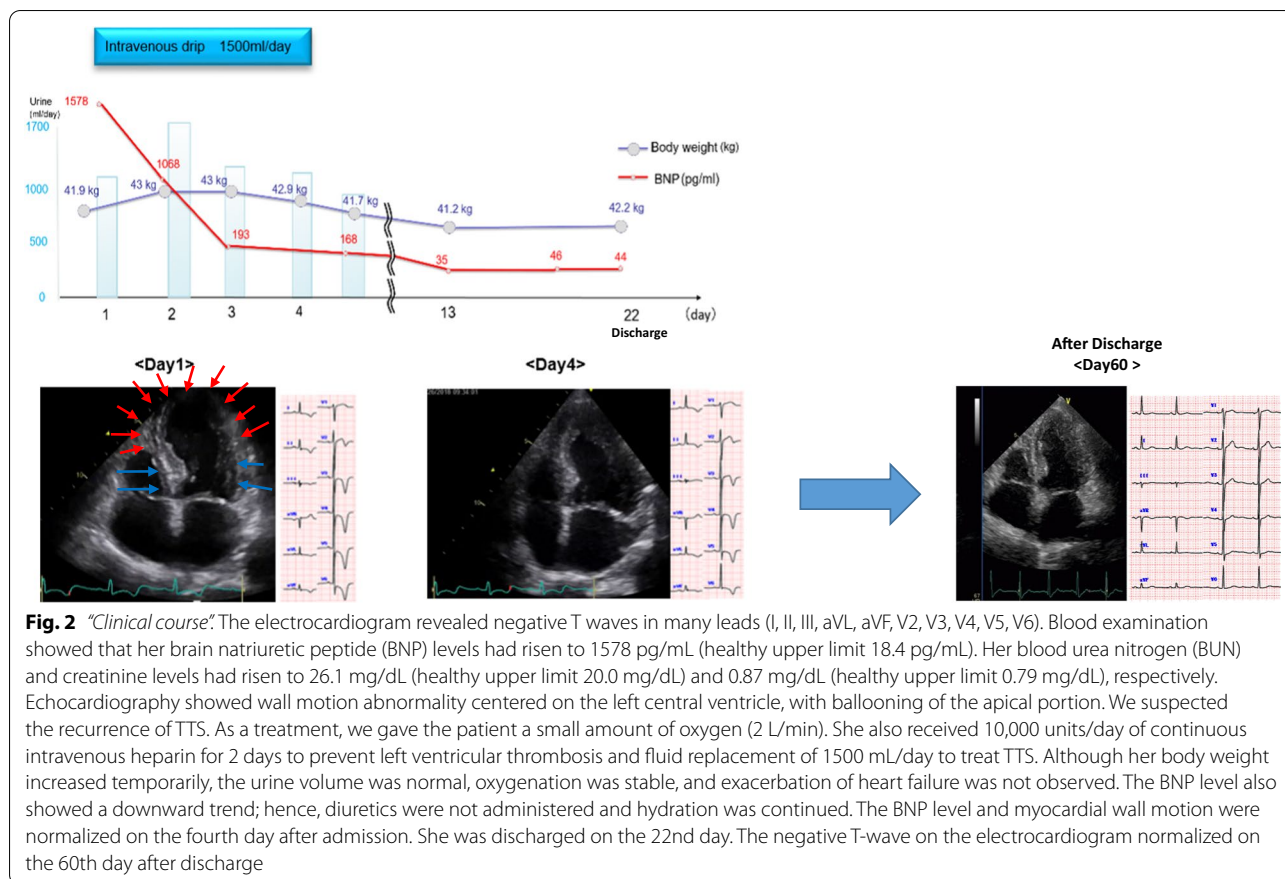 Intravenous drip 1500ml/day
Urine
(ml/day)
1700
1000
500
0
1578
1068
193
168
35
46
44
41.9 kg
43 kg
43 kg
42.9 kg
41.7 kg
41.2 kg
42.2 kg
Body weight (kg)
BNP (pg/ml)
1
2
3
4
13
22
(day)
Discharge
<Day1>
<Day4>
After Discharge
<Day60 >
Fig. 2 "Clinical course". The electrocardiogram revealed negative T waves in many leads (I, II, III, aVL, aVF, V2, V3, V4, V5, V6). Blood examination
showed that her brain natriuretic peptide (BNP) levels had risen to 1578 pg/mL (healthy upper limit 18.4 pg/mL). Her blood urea nitrogen (BUN)
and creatinine levels had risen to 26.1 mg/dL (healthy upper limit 20.0 mg/dL) and 0.87 mg/dL (healthy upper limit 0.79 mg/dL), respectively.
Echocardiography showed wall motion abnormality centered on the left central ventricle, with ballooning of the apical portion. We suspected
the recurrence of TTS. As a treatment, we gave the patient a small amount of oxygen (2 L/min). She also received 10,000 units/day of continuous
intravenous heparin for 2 days to prevent left ventricular thrombosis and fluid replacement of 1500 mL/day to treat TTS. Although her body weight
increased temporarily, the urine volume was normal, oxygenation was stable, and exacerbation of heart failure was not observed. The BNP level also
showed a downward trend; hence, diuretics were not administered and hydration was continued. The BNP level and myocardial wall motion were
normalized on the fourth day after admission. She was discharged on the 22nd day. The negative T-wave on the electrocardiogram normalized on
the 60th day after discharge